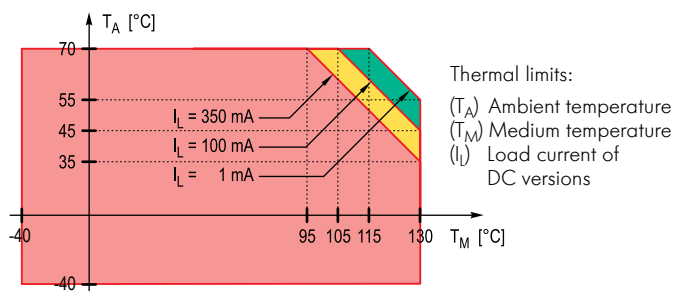 T_A [°C]
70
55
45
35
I_L = 350 mA
I_L = 100 mA
I_L = 1 mA
-40
95 105 115 130 T_M [°C]
-40
Thermal limits:
(T_A) Ambient temperature
(T_M) Medium temperature
(I_L) Load current of
DC versions